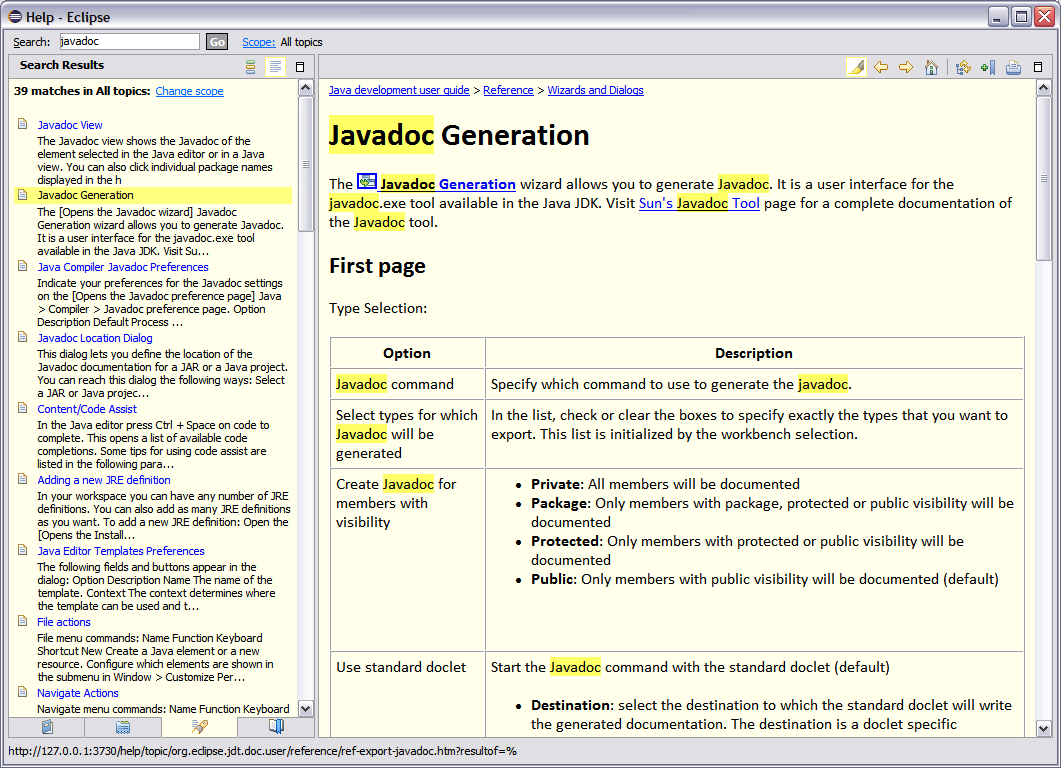 Help - Eclipse
Search: javadoc Go Scope: All topics
Search Results
39 matches in All topics: Change scope
Javadoc View
The Javadoc view shows the Javadoc of the
element selected in the Java editor or in a Java
view. You can also click individual package names
displayed in the h
Javadoc Generation
The [Opens the Javadoc wizard] Javadoc
Generation wizard allows you to generate Javadoc.
It is a user interface for the javadoc.exe tool
available in the Java JDK. Visit Su...
Java Compiler Javadoc Preferences
Indicate your preferences for the Javadoc settings
on the [Opens the Javadoc preference page] Java
> Compiler > Javadoc preference page. Option
Description Default Process ...
Javadoc Location Dialog
This dialog lets you define the location of the
Javadoc documentation for a JAR or a Java project.
You can reach this dialog the following ways: Select
a JAR or Java projec...
Content/Code Assist
In the Java editor press Ctrl + Space on code to
complete. This opens a list of available code
completions. Some tips for using code assist are
listed in the following para...
Adding a new JRE definition
In your workspace you can have any number of JRE
definitions. You can also add as many JRE definitions
as you want. To add a new JRE definition: Open the
[Opens the Install...
Java Editor Templates Preferences
The following fields and buttons appear in the
dialog: Option Description Name The name of the
template. Context The context determines where
the template can be used and t...
File actions
File menu commands: Name Function Keyboard
Shortcut New Create a Java element or a new
resource. Configure which elements are shown in
the submenu in Window > Customize Per...
Navigate Actions
Navigate menu commands: Name Function Keyboard
Java development user guide > Reference > Wizards and Dialogs
Javadoc Generation
The Javadoc Generation wizard allows you to generate Javadoc. It is a user interface for the
javadoc.exe tool available in the Java JDK. Visit Sun's Javadoc Tool page for a complete documentation of
the Javadoc tool.
First page
Type Selection:
Option Description
Javadoc command Specify which command to use to generate the javadoc.
Select types for which In the list, check or clear the boxes to specify exactly the types that you want to
Javadoc will be export. This list is initialized by the workbench selection.
generated
Create Javadoc for • Private: All members will be documented
members with • Package: Only members with package, protected or public visibility will be
visibility documented
• Protected: Only members with protected or public visibility will be
documented
• Public: Only members with public visibility will be documented (default)
Use standard doclet Start the Javadoc command with the standard doclet (default)
• Destination: select the destination to which the standard doclet will write
the generated documentation. The destination is a doclet specific
http://127.0.0.1:3730/help/topic/org.eclipse.jdt.doc.user/reference/ref-export-javadoc.htm?resultof=%